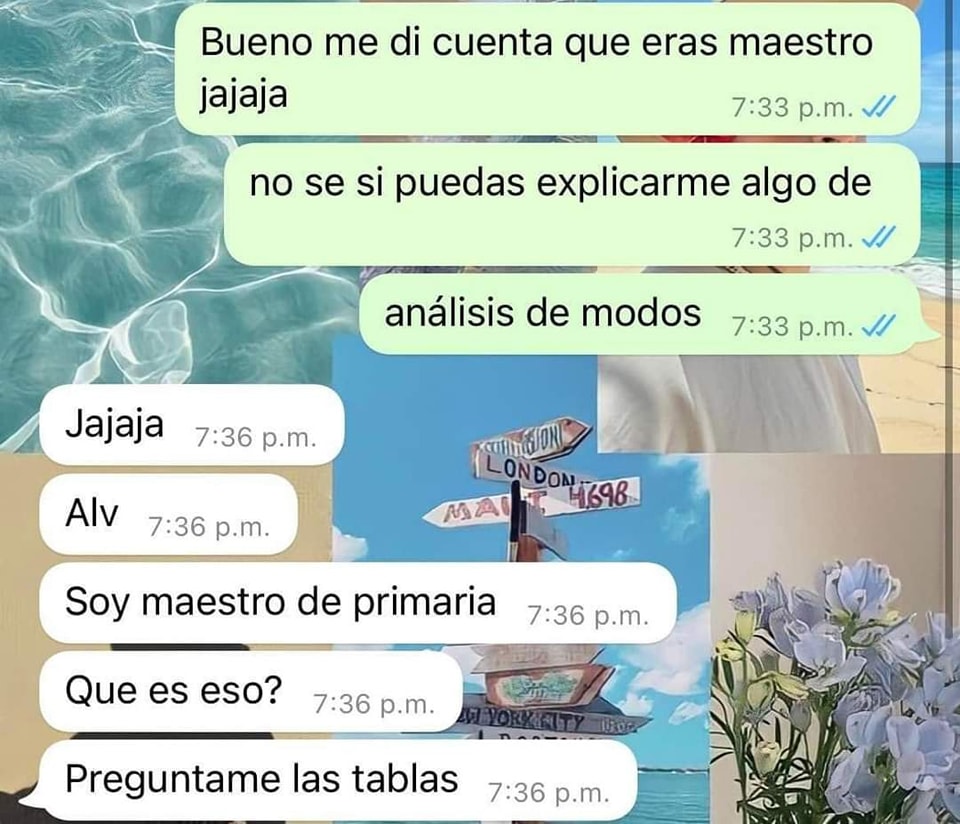 Bueno me di cuenta que eras maestro
jajaja
7:33 p.m.
no se si puedas explicarme algo de
7:33 p.m.
análisis de modos 7:33 p.m.
Jajaja 7:36 p.m.
LONDON
4698
Alv 7:36 p.m.
Soy maestro de primaria 7:36 p.m.
Que es eso? 7:36 p.m.
YORK CITY
Preguntame las tablas 7:36 p.m.